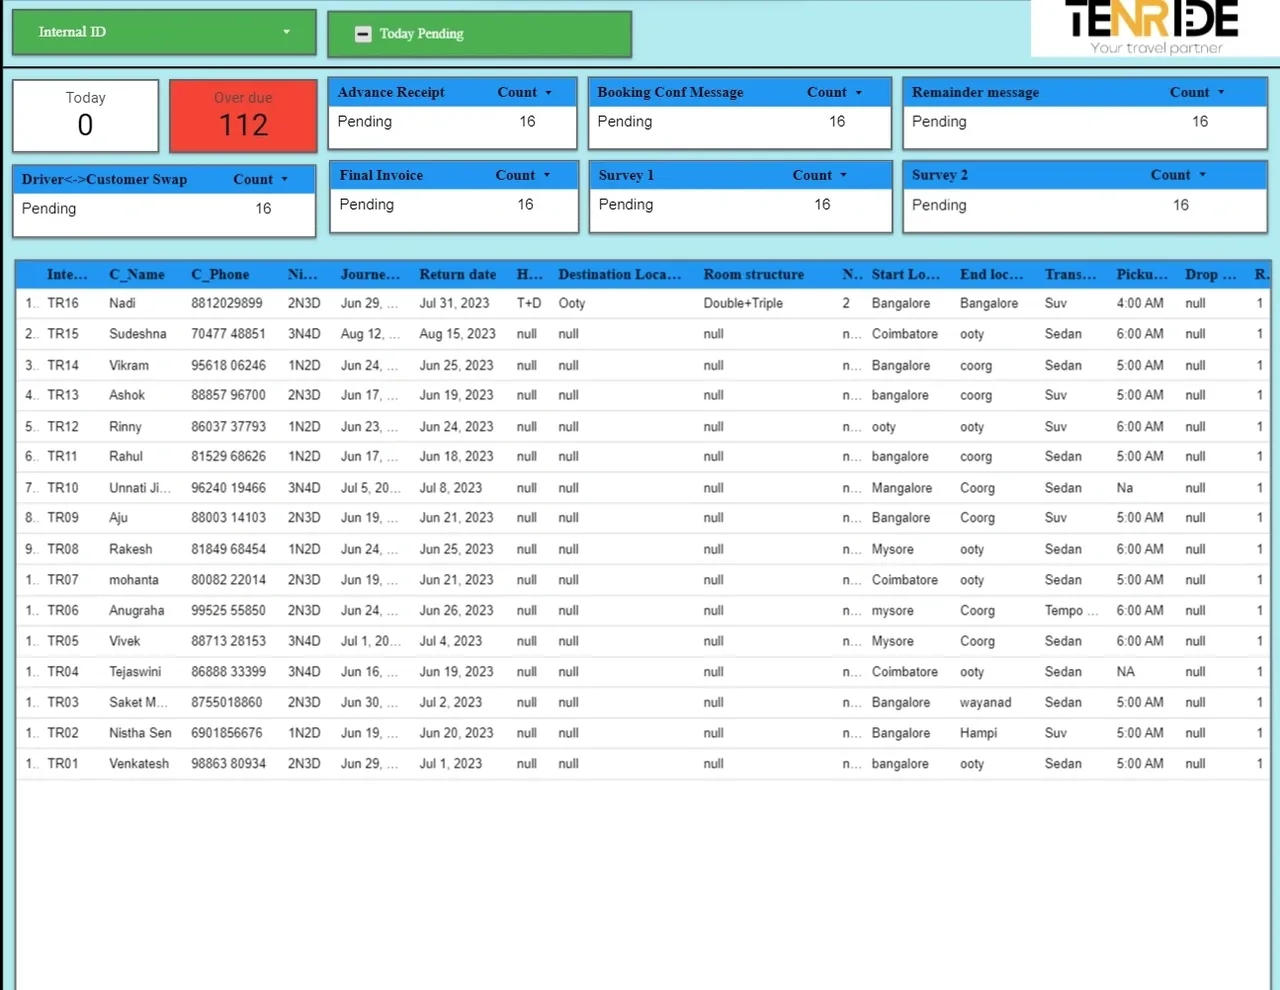 Internal ID
Today Pending
TENRIDE
Your travel partner
Today
0
Over due
112
Advance Receipt Count
Pending 16
Booking Conf Message Count
Pending 16
Remainder message Count
Pending 16
Driver<->Customer Swap Count
Pending 16
Final Invoice Count
Pending 16
Survey 1 Count
Pending 16
Survey 2 Count
Pending 16
Inte... C_Name C_Phone Ni... Journe... Return date H... Destination Loca... Room structure N.. Start Lo... End loc... Trans... Picku... Drop ... R.
1.. TR16 Nadi 8812029899 2N3D Jun 29, ... Jul 31, 2023 T+D Ooty Double+Triple 2 Bangalore Bangalore Suv 4:00 AM null 1
2.. TR15 Sudeshna 70477 48851 3N4D Aug 12, ... Aug 15, 2023 null null null n... Coimbatore ooty Sedan 6:00 AM null 1
3.. TR14 Vikram 95618 06246 1N2D Jun 24, ... Jun 25, 2023 null null null n... Bangalore coorg Sedan 5:00 AM null 1
4.. TR13 Ashok 88857 96700 2N3D Jun 17, ... Jun 19, 2023 null null null n... bangalore coorg Suv 5:00 AM null 1
5.. TR12 Rinny 86037 37793 1N2D Jun 23, ... Jun 24, 2023 null null null n... ooty ooty Suv 6:00 AM null 1
6.. TR11 Rahul 81529 68626 1N2D Jun 17, ... Jun 18, 2023 null null null n... bangalore coorg Sedan 5:00 AM null 1
7.. TR10 Unnati Ji... 96240 19466 3N4D Jul 5, 20... Jul 8, 2023 null null null n... Mangalore Coorg Sedan Na null 1
8.. TR09 Aju 88003 14103 2N3D Jun 19, ... Jun 21, 2023 null null null n... Bangalore Coorg Suv 5:00 AM null 1
9.. TR08 Rakesh 81849 68454 1N2D Jun 24, ... Jun 25, 2023 null null null n... Mysore ooty Sedan 6:00 AM null 1
1.. TR07 mohanta 80082 22014 2N3D Jun 19, ... Jun 21, 2023 null null null n... Coimbatore ooty Sedan 5:00 AM null 1
1.. TR06 Anugraha 99525 55850 2N3D Jun 24, ... Jun 26, 2023 null null null n... mysore Coorg Tempo ... 6:00 AM null 1
1.. TR05 Vivek 88713 28153 3N4D Jul 1, 20... Jul 4, 2023 null null null n... Mysore Coorg Sedan 6:00 AM null 1
1.. TR04 Tejaswini 86888 33399 3N4D Jun 16, ... Jun 19, 2023 null null null n... Coimbatore ooty Sedan NA null 1
1.. TR03 Saket M... 8755018860 2N3D Jun 30, ... Jul 2, 2023 null null null n... Bangalore wayanad Sedan 5:00 AM null 1
1.. TR02 Nistha Sen 6901856676 1N2D Jun 19, ... Jun 20, 2023 null null null n... Bangalore Hampi Suv 5:00 AM null 1
1.. TR01 Venkatesh 98863 80934 2N3D Jun 29, ... Jul 1, 2023 null null null n... bangalore ooty Sedan 5:00 AM null 1